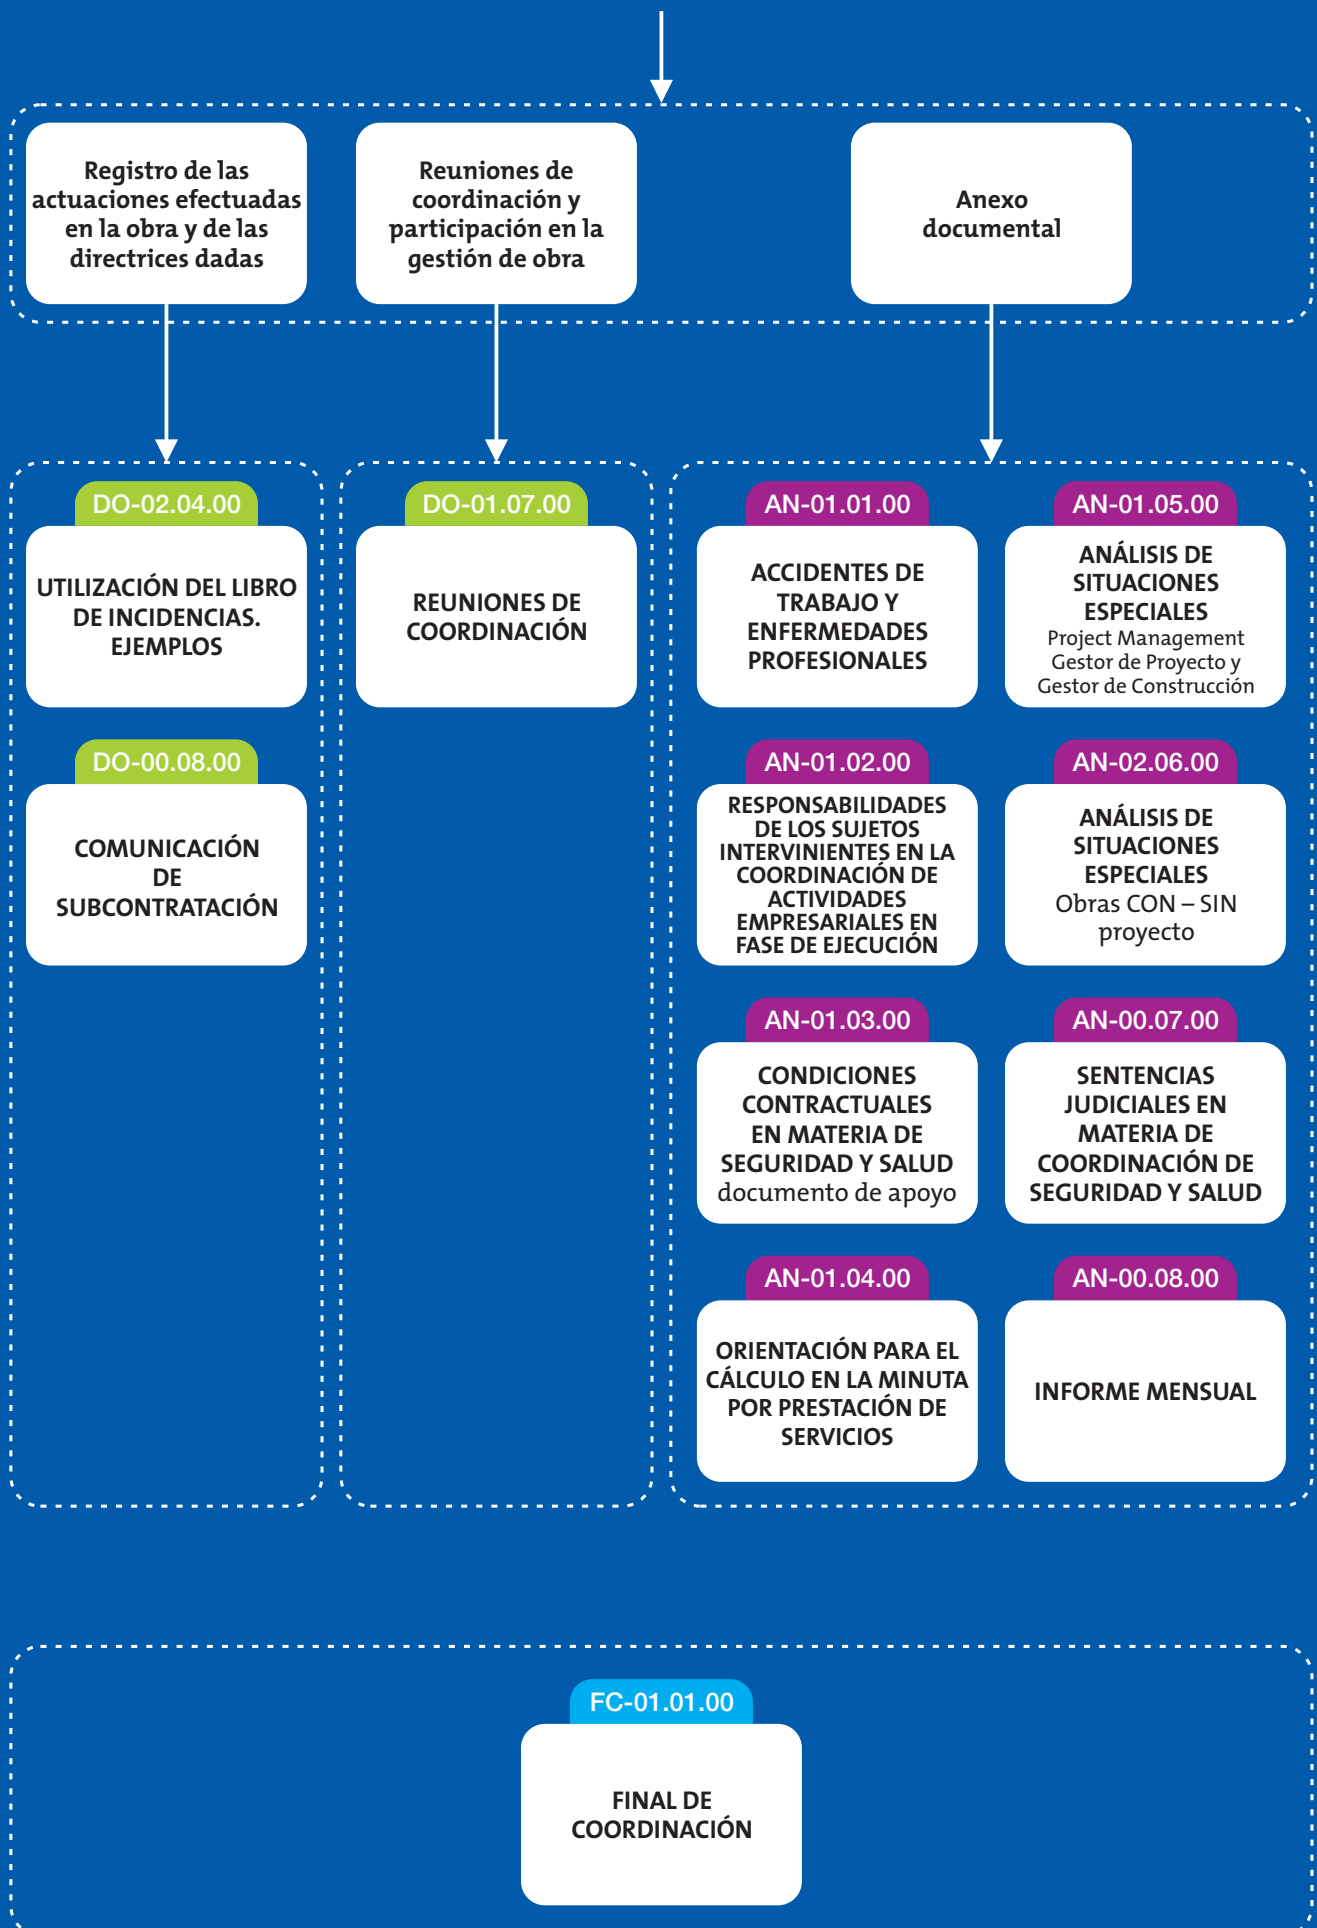 Registro de las
actuaciones efectuadas
en la obra y de las
directrices dadas
Reuniones de
coordinación y
participación en la
gestión de obra
Anexo
documental
DO-02.04.00
UTILIZACIÓN DEL LIBRO
DE INCIDENCIAS.
EJEMPLOS
DO-00.08.00
COMUNICACIÓN
DE
SUBCONTRATACIÓN
DO-01.07.00
REUNIONES DE
COORDINACIÓN
AN-01.01.00
ACCIDENTES DE
TRABAJO Y
ENFERMEDADES
PROFESIONALES
AN-01.05.00
ANÁLISIS DE
SITUACIONES
ESPECIALES
Project Management
Gestor de Proyecto y
Gestor de Construcción
AN-01.02.00
RESPONSABILIDADES
DE LOS SUJETOS
INTERVINIENTES EN LA
COORDINACIÓN DE
ACTIVIDADES
EMPRESARIALES EN
FASE DE EJECUCIÓN
AN-02.06.00
ANÁLISIS DE
SITUACIONES
ESPECIALES
Obras CON – SIN
proyecto
AN-01.03.00
CONDICIONES
CONTRACTUALES
EN MATERIA DE
SEGURIDAD Y SALUD
documento de apoyo
AN-00.07.00
SENTENCIAS
JUDICIALES EN
MATERIA DE
COORDINACIÓN DE
SEGURIDAD Y SALUD
AN-01.04.00
ORIENTACIÓN PARA EL
CÁLCULO EN LA MINUTA
POR PRESTACIÓN DE
SERVICIOS
AN-00.08.00
INFORME MENSUAL
FC-01.01.00
FINAL DE
COORDINACIÓN